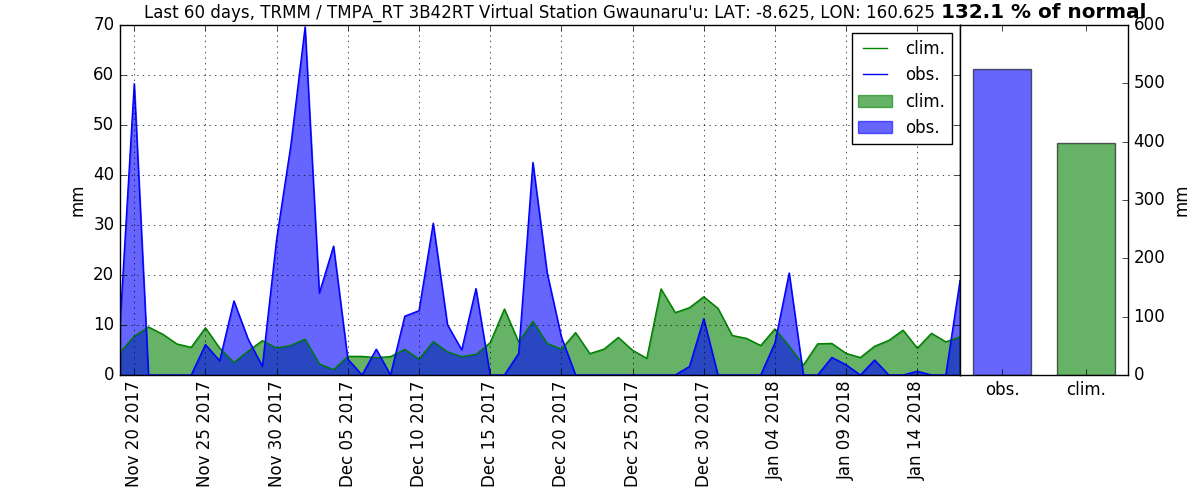 Last 60 days, TRMM / TMPA_RT 3B42RT Virtual Station Gwaunaru'u: LAT: -8.625, LON: 160.625 132.1 % of normal
70
60
50
40
30
20
10
0
mm
clim.
obs.
clim.
obs.
Nov 20 2017
Nov 25 2017
Nov 30 2017
Dec 05 2017
Dec 10 2017
Dec 15 2017
Dec 20 2017
Dec 25 2017
Dec 30 2017
Jan 04 2018
Jan 09 2018
Jan 14 2018
600
500
400
300
200
100
0
mm
obs.
clim.